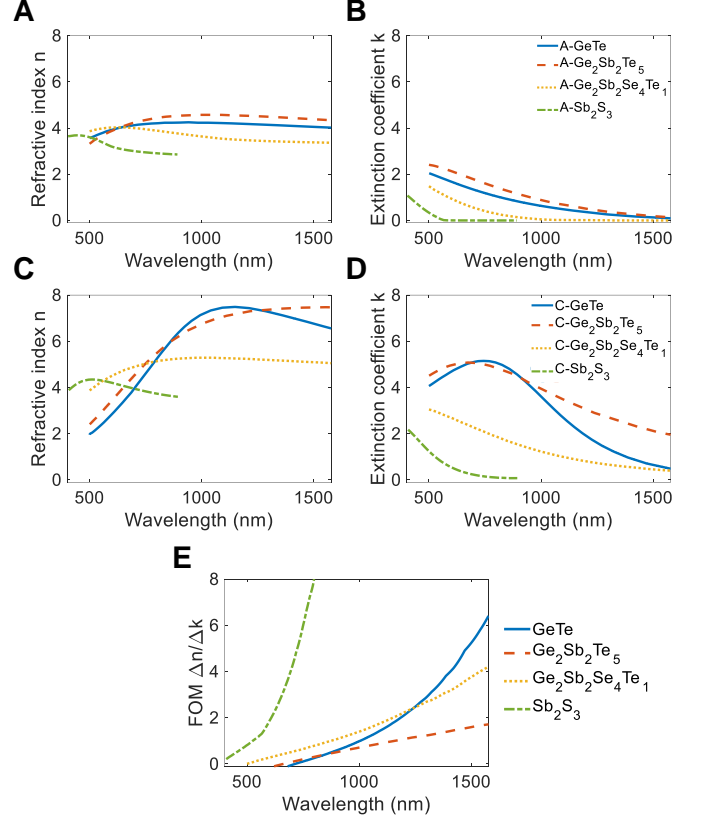 A
B
Refractive index n
8
6
4
2
0
500
1000
1500
Wavelength (nm)
Extinction coefficient k
8
6
4
2
0
A-GeTe
A-Ge2Sb2Te5
A-Ge2Sb2Se4Te1
A-Sb2S3
500
1000
1500
Wavelength (nm)
C
D
Refractive index n
8
6
4
2
0
500
1000
1500
Wavelength (nm)
Extinction coefficient k
8
6
4
2
0
C-GeTe
C-Ge2Sb2Te5
C-Ge2Sb2Se4Te1
C-Sb2S3
500
1000
1500
Wavelength (nm)
E
FOM Δn/Δk
8
6
4
2
0
500
1000
1500
Wavelength (nm)
GeTe
Ge2Sb2Te5
Ge2Sb2Se4Te1
Sb2S3